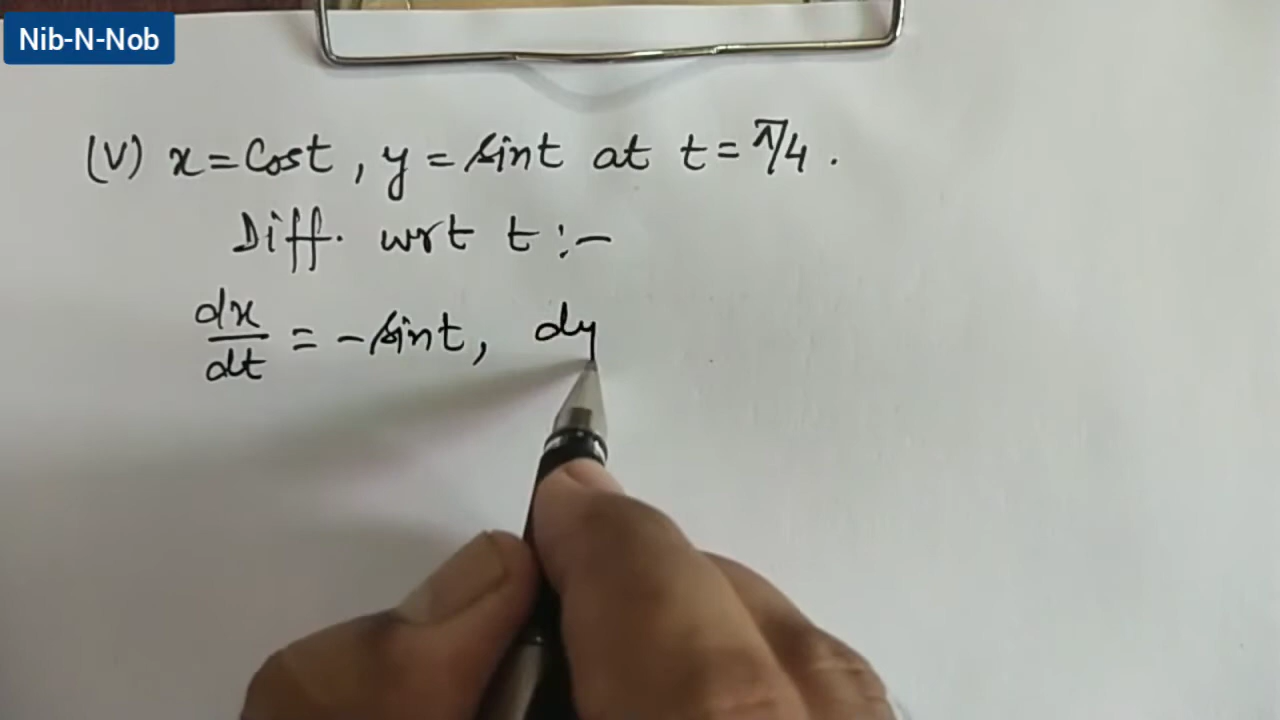 Nib-N-Nob
(V) x = Cost , y = sint at t = π/4 .
Diff. wrt t :-
dx/dt = - sint , dy